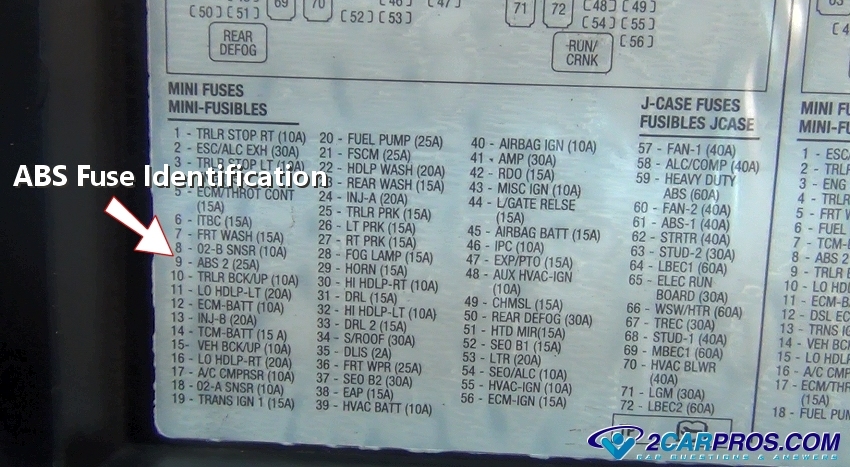 [50] [51]
69
70
[52] [53]
[47]
71
72
[48] [49]
[54] [55]
[56]
REAR
DEFOG
RUN/
CRNK
MINI FUSES
MINI-FUSIBLES
1 - TRLR STOP RT (10A)
2 - ESC/ALC EXH (30A)
3 - TRLR STOP LT (10A)
ABS Fuse Identification
5 - ECM/THROT CONT
(15A)
6 - ITBC (15A)
7 - FRT WASH (15A)
8 - 02-B SNSR (10A)
9 - ABS 2 (25A)
10 - TRLR BCK/UP (10A)
11 - LO HDLP-LT (20A)
12 - ECM-BATT (10A)
13 - INJ-B (20A)
14 - TCM-BATT (15 A)
15- VEH BCK/UP (10A)
16 - LO HDLP-RT (20A)
17 - A/C CMPRSR (10A)
18 - 02-A SNSR (10A)
19 - TRANS IGN 1 (15A)
20 - FUEL PUMP (25A)
21 - FSCM (25A)
22 - HDLP WASH (20A)
23 - REAR WASH (15A)
24 - INJ-A (20A)
25 - TRLR PRK (15A)
26 - LT PRK (15A)
27 - RT PRK (15A)
28 - FOG LAMP (15A)
29 - HORN (15A)
30 - HI HDLP-RT (10A)
31 - DRL (15A)
32 - HI HDLP-LT (10A)
33 - DRL 2 (15A)
34 - S/ROOF (30A)
35 - DLIS (2A)
36 - FRT WPR (25A)
37 - SEO B2 (30A)
38 - EAP (15A)
39 - HVAC BATT (10A)
40 - AIRBAG IGN (10A)
41 - AMP (30A)
42 - RDO (15A)
43 - MISC IGN (10A)
44 - L/GATE RELSE
(15A)
45 - AIRBAG BATT (15A)
46 - IPC (10A)
47 - EXP/PTO (15A)
48 - AUX HVAC-IGN
(10A)
49 - CHMSL (15A)
50 - REAR DEFOG (30A)
51 - HTD MIR(15A)
52 - SEO B1 (15A)
53 - LTR (20A)
54 - SEO/ALC (10A)
55 - HVAC-IGN (10A)
56 - ECM-IGN (15A)
J-CASE FUSES
FUSIBLES JCASE
57 - FAN-1 (40A)
58 - ALC/COMP (40A)
59 - HEAVY DUTY
ABS (60A)
60 - FAN-2 (40A)
61 - ABS-1 (40A)
62 - STRTR (40A)
63 - STUD-2 (30A)
64 - LBEC1 (60A)
65 - ELEC RUN
BOARD (30A)
66 - WSW/HTR (60A)
67 - TREC (30A)
68 - STUD-1 (40A)
69 - MBEC1 (60A)
70 - HVAC BLWR
(40A)
71 - LGM (30A)
72 - LBEC2 (60A)
MINI FU
MINI-F
1 - ESC/
2 - TRL
3 - ENG
4 - TRLR
5 - FRT W
6 - FUEL
7 - TCM-
8 - ABS 2
9 - TRLR B
10 - LO HD
11 - ECM-B
12 - DSL EC
13 - TRNS IG
14 - VEH BCK
15 - LO HDLP
16 - A/C CMP
17 - ECM/TH
(15A)
18 - FUEL PUM
2CARPROS.COM
CAR QUESTIONS & ANSWERS